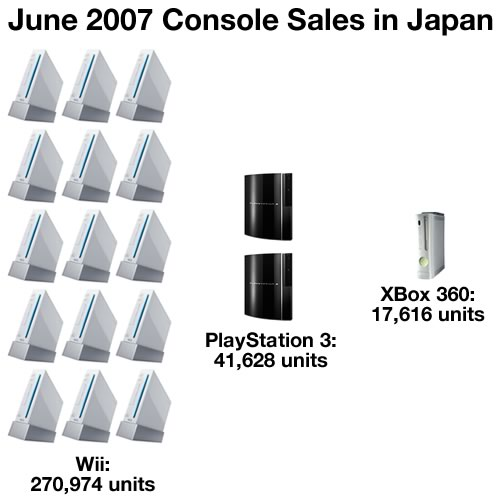 June 2007 Console Sales in Japan
PlayStation 3:
41,628 units
XBox 360:
17,616 units
Wii:
270,974 units